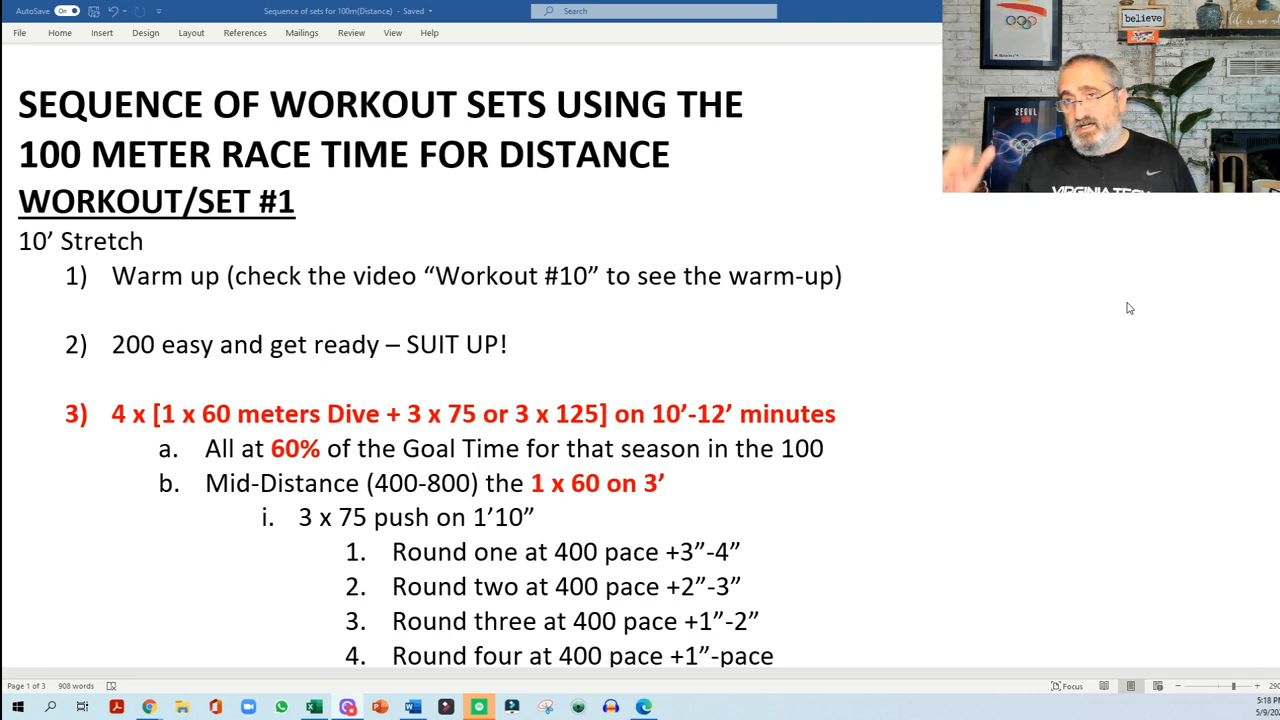 AutoSave On Sequence of sets for 100m(Distance) - Saved Search
File Home Insert Design Layout References Mailings Review View Help
believe
SEOUL
VIRGINIA TECH
SEQUENCE OF WORKOUT SETS USING THE
100 METER RACE TIME FOR DISTANCE
WORKOUT/SET #1
10’ Stretch
1) Warm up (check the video “Workout #10” to see the warm-up)
2) 200 easy and get ready – SUIT UP!
3) 4 x [1 x 60 meters Dive + 3 x 75 or 3 x 125] on 10’-12’ minutes
a. All at 60% of the Goal Time for that season in the 100
b. Mid-Distance (400-800) the 1 x 60 on 3’
i. 3 x 75 push on 1’10”
1. Round one at 400 pace +3”-4”
2. Round two at 400 pace +2”-3”
3. Round three at 400 pace +1”-2”
4. Round four at 400 pace +1”-pace
Page 1 of 3 908 words Focus
5:18 PM